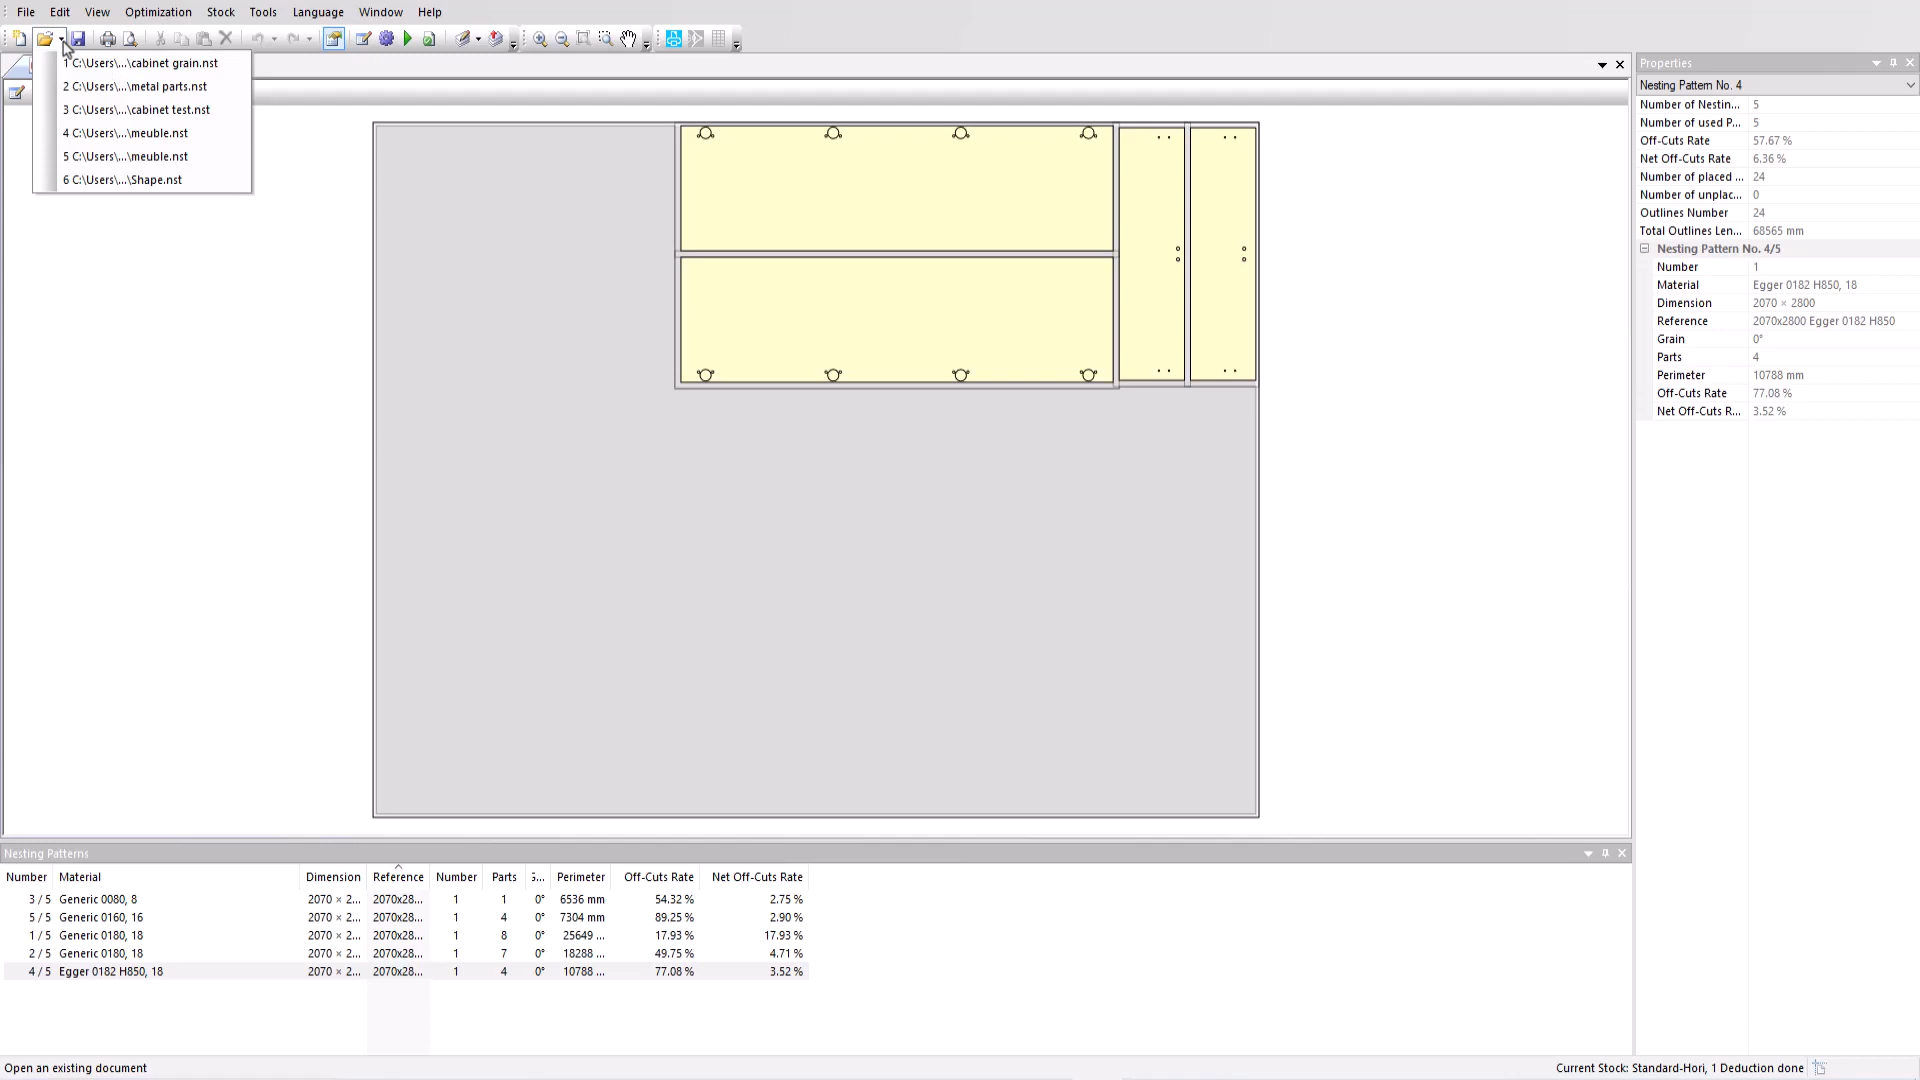 File Edit View Optimization Stock Tools Language Window Help
1 C:\Users\...\cabinet grain.nst
2 C:\Users\...\metal parts.nst
3 C:\Users\...\cabinet test.nst
4 C:\Users\...\meuble.nst
5 C:\Users\...\meuble.nst
6 C:\Users\...\Shape.nst
Properties
Nesting Pattern No. 4
Number of Nestin... 5
Number of used P... 5
Off-Cuts Rate 57.67 %
Net Off-Cuts Rate 6.36 %
Number of placed ... 24
Number of unplac... 0
Outlines Number 24
Total Outlines Len... 68565 mm
Nesting Pattern No. 4/5
Number 1
Material Egger 0182 H850, 18
Dimension 2070 × 2800
Reference 2070x2800 Egger 0182 H850
Grain 0°
Parts 4
Perimeter 10788 mm
Off-Cuts Rate 77.08 %
Net Off-Cuts R... 3.52 %
Nesting Patterns
Number Material Dimension Reference Number Parts Perimeter Off-Cuts Rate Net Off-Cuts Rate
3 / 5 Generic 0080, 8 2070 × 2... 2070x28... 1 1 0° 6536 mm 54.32 % 2.75 %
5 / 5 Generic 0160, 16 2070 × 2... 2070x28... 1 4 0° 7304 mm 89.25 % 2.90 %
1 / 5 Generic 0180, 18 2070 × 2... 2070x28... 1 8 0° 25649 ... 17.93 % 17.93 %
2 / 5 Generic 0180, 18 2070 × 2... 2070x28... 1 7 0° 18288 ... 49.75 % 4.71 %
4 / 5 Egger 0182 H850, 18 2070 × 2... 2070x28... 1 4 0° 10788 ... 77.08 % 3.52 %
Open an existing document
Current Stock: Standard-Hori, 1 Deduction done